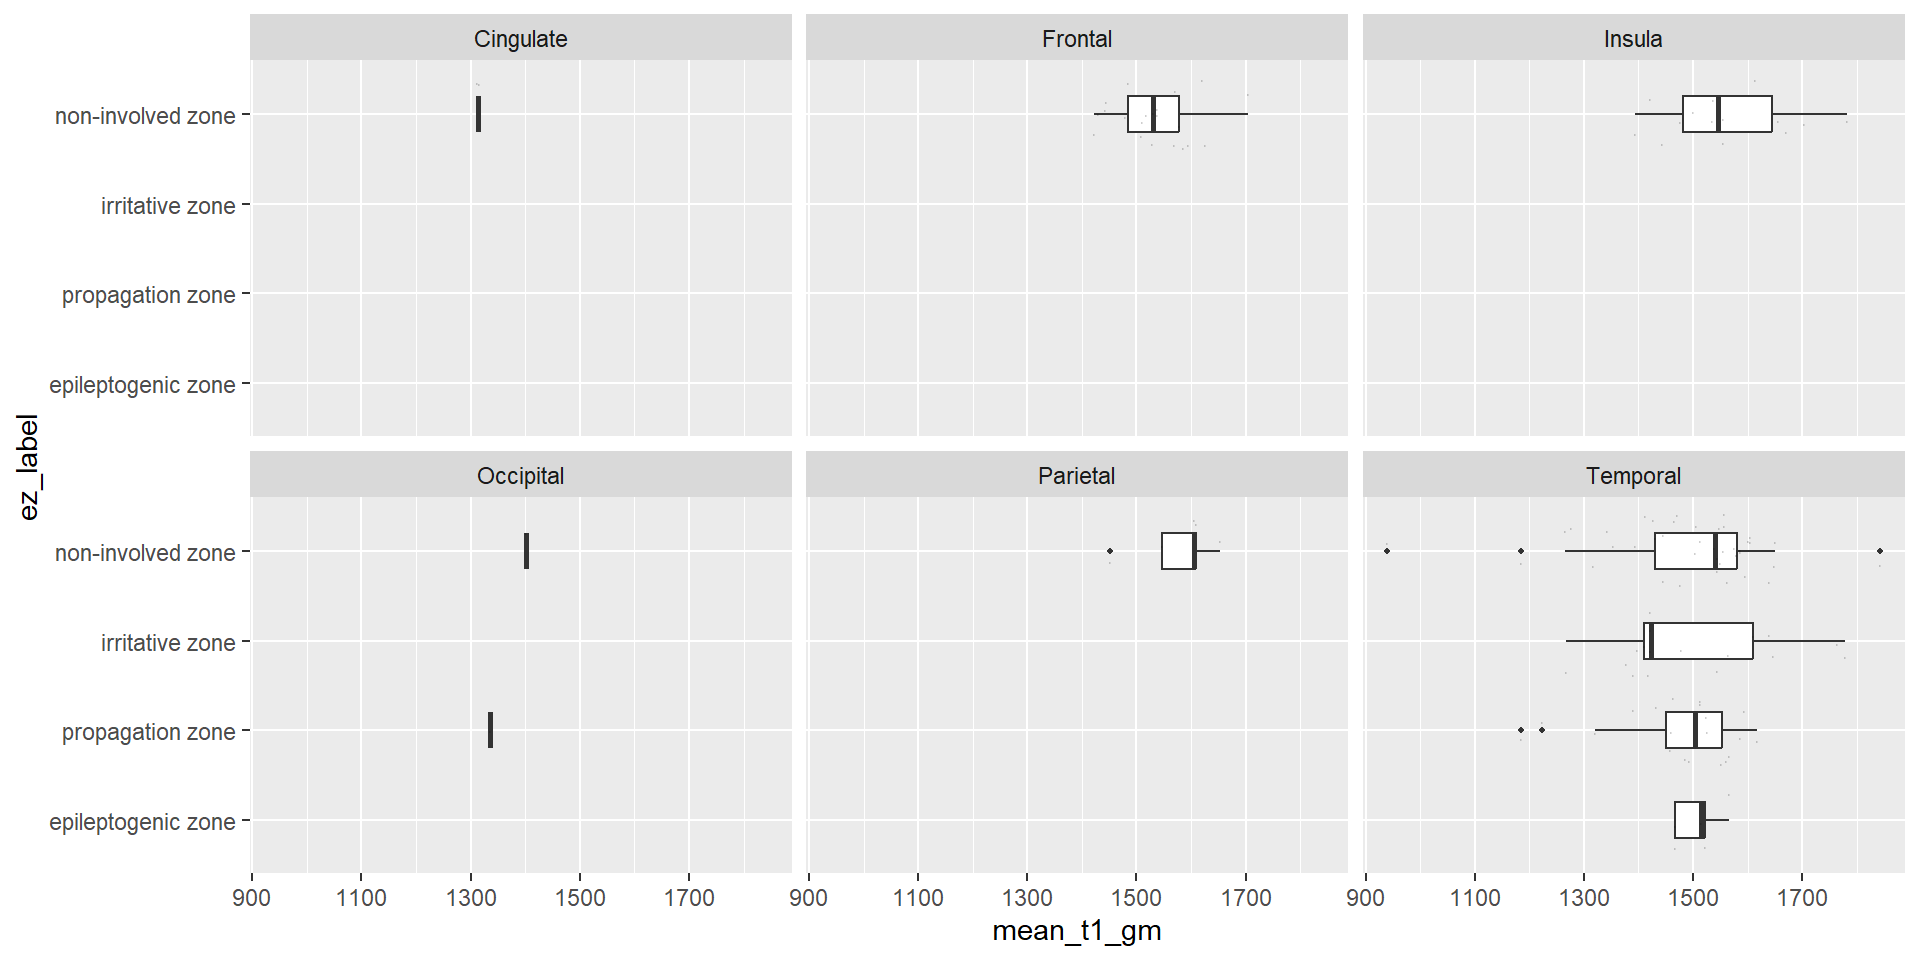 Cingulate Frontal Insula
non-involved zone
irritative zone
propagation zone
epileptogenic zone
ez_label
Occipital Parietal Temporal
non-involved zone
irritative zone
propagation zone
epileptogenic zone
900 1100 1300 1500 1700 900 1100 1300 1500 1700 900 1100 1300 1500 1700
mean_t1_gm